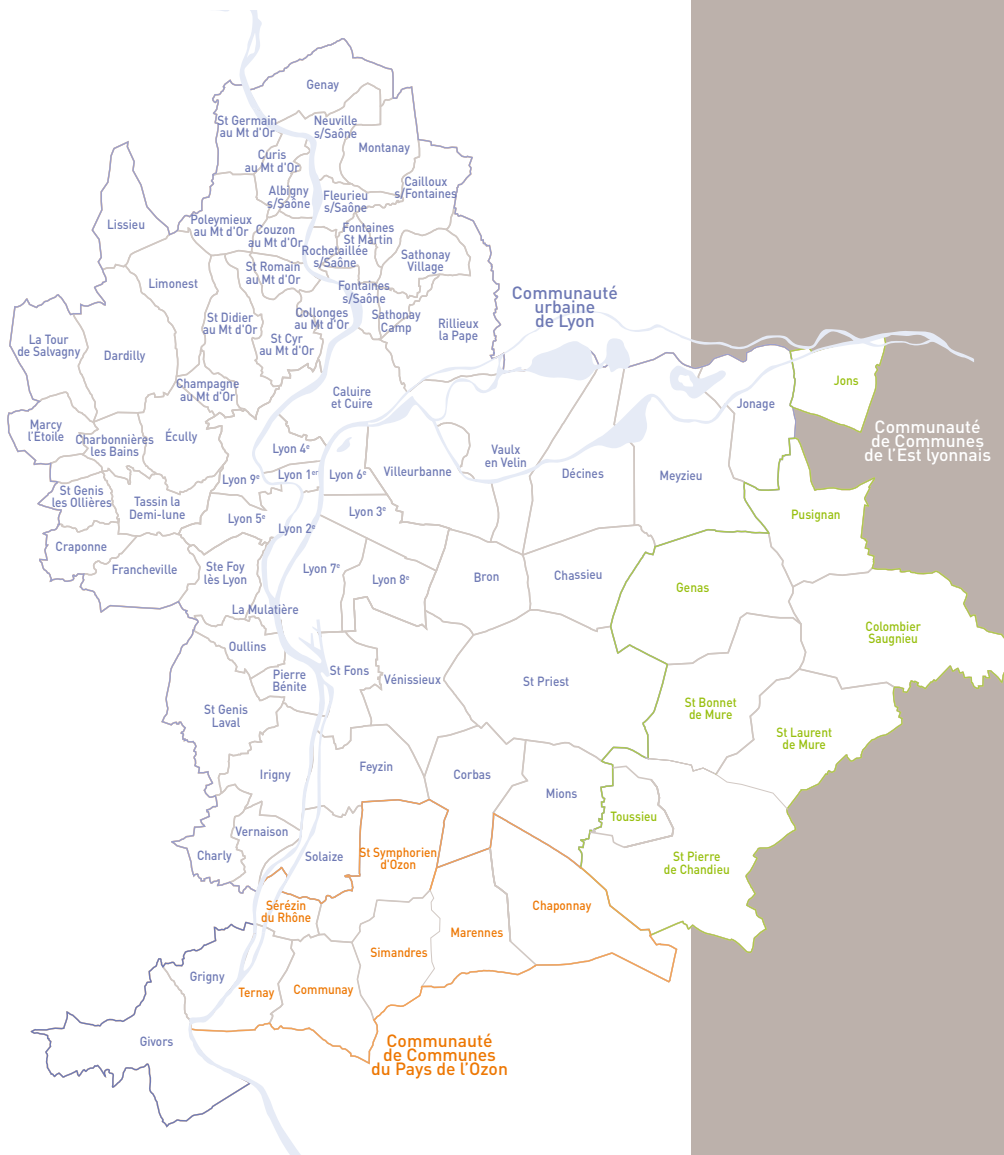 Genay
St Germain
au Mt d'Or
Neuville
s/Saône
Montanay
Curis
au Mt d'Or
Cailloux
s/Fontaines
Albigny
s/Saône
Fleurieu
s/Saône
Lissieu
Poleymieux
au Mt d'Or
Couzon
au Mt d'Or
Fontaines
St Martin
Rochetaillée
s/Saône
Sathonay
Village
St Romain
au Mt d'Or
Limonest
Fontaines
s/Saône
Communauté
urbaine
de Lyon
St Didier
au Mt d'Or
Collonges
au Mt d'Or
Sathonay
Camp
Rillieux
la Pape
La Tour
de Salvagny
Dardilly
St Cyr
au Mt d'Or
Champagne
au Mt d'Or
Caluire
et Cuire
Jons
Jonage
Marcy
l'Étoile
Charbonnières
les Bains
Écully
Communauté
de Communes
de l'Est lyonnais
Lyon 4e
Vaulx
en Velin
Lyon 9e
Lyon 1er
Lyon 6e
Villeurbanne
Décines
Meyzieu
St Genis
les Ollières
Tassin la
Demi-lune
Lyon 5e
Lyon 3e
Lyon 2e
Pusignan
Craponne
Francheville
Ste Foy
lès Lyon
Lyon 7e
Lyon 8e
Bron
Chassieu
Genas
La Mulatière
Colombier
Saugnieu
Oullins
Pierre
Bénite
St Fons
Vénissieux
St Priest
St Genis
Laval
St Bonnet
de Mure
St Laurent
de Mure
Irigny
Feyzin
Corbas
Mions
Toussieu
Vernaison
Charly
Solaize
St Symphorien
d'Ozon
St Pierre
de Chandieu
Sérézin
du Rhône
Chaponnay
Marennes
Simandres
Grigny
Ternay
Communay
Givors
Communauté
de Communes
du Pays de l'Ozon